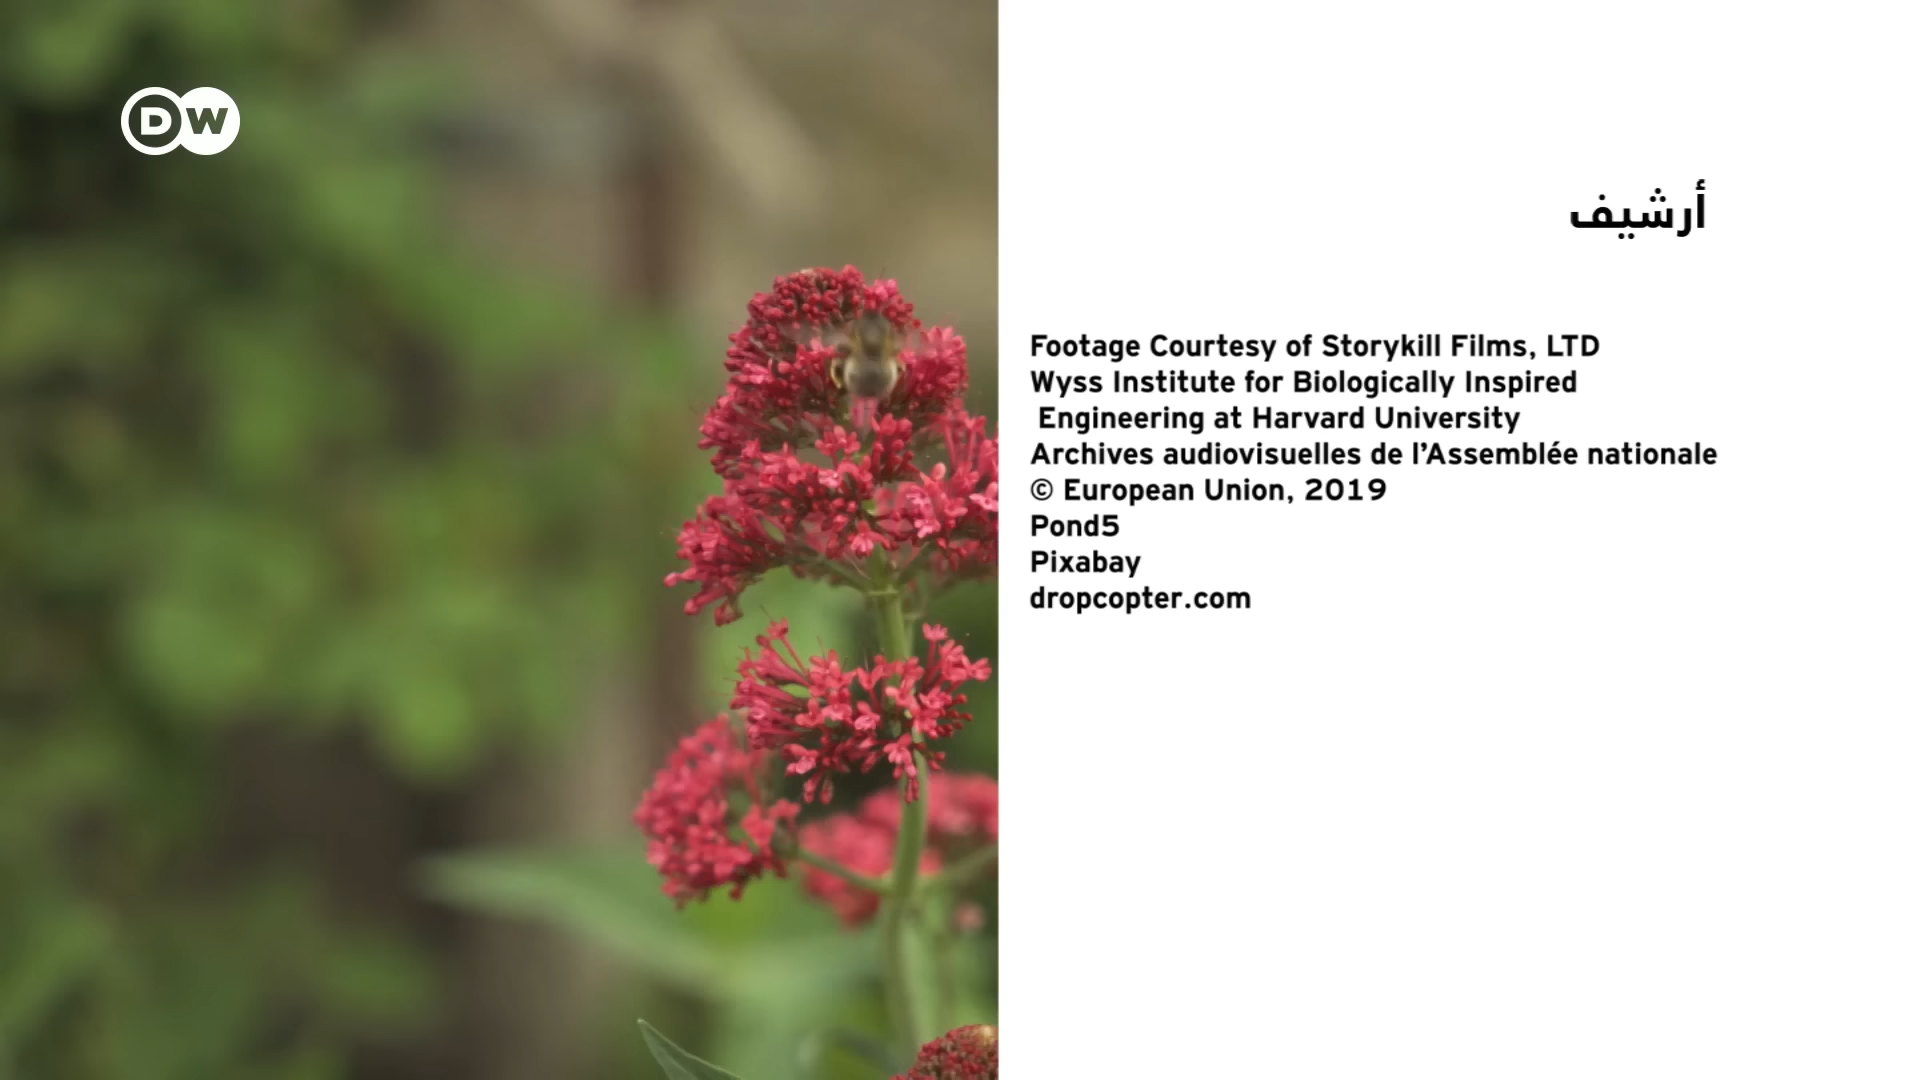 DW
أرشيف
Footage Courtesy of Storykill Films, LTD
Wyss Institute for Biologically Inspired
Engineering at Harvard University
Archives audiovisuelles de l’Assemblée nationale
© European Union, 2019
Pond5
Pixabay
dropcopter.com